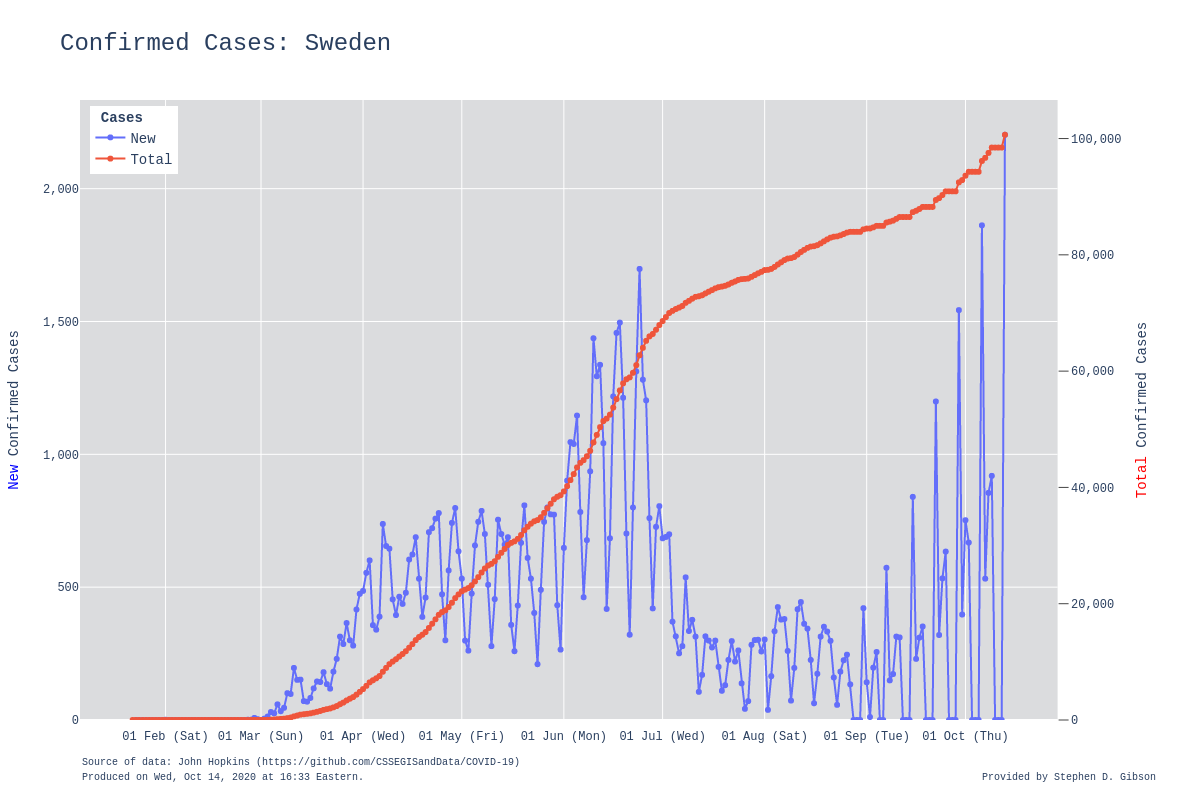 Confirmed Cases: Sweden
Cases
New
Total
2,000
1,500
1,000
500
0
New Confirmed Cases
100,000
80,000
60,000
40,000
20,000
0
Total Confirmed Cases
01 Feb (Sat)
01 Mar (Sun)
01 Apr (Wed)
01 May (Fri)
01 Jun (Mon)
01 Jul (Wed)
01 Aug (Sat)
01 Sep (Tue)
01 Oct (Thu)
Source of data: John Hopkins (https://github.com/CSSEGISandData/COVID-19)
Produced on Wed, Oct 14, 2020 at 16:33 Eastern.
Provided by Stephen D. Gibson